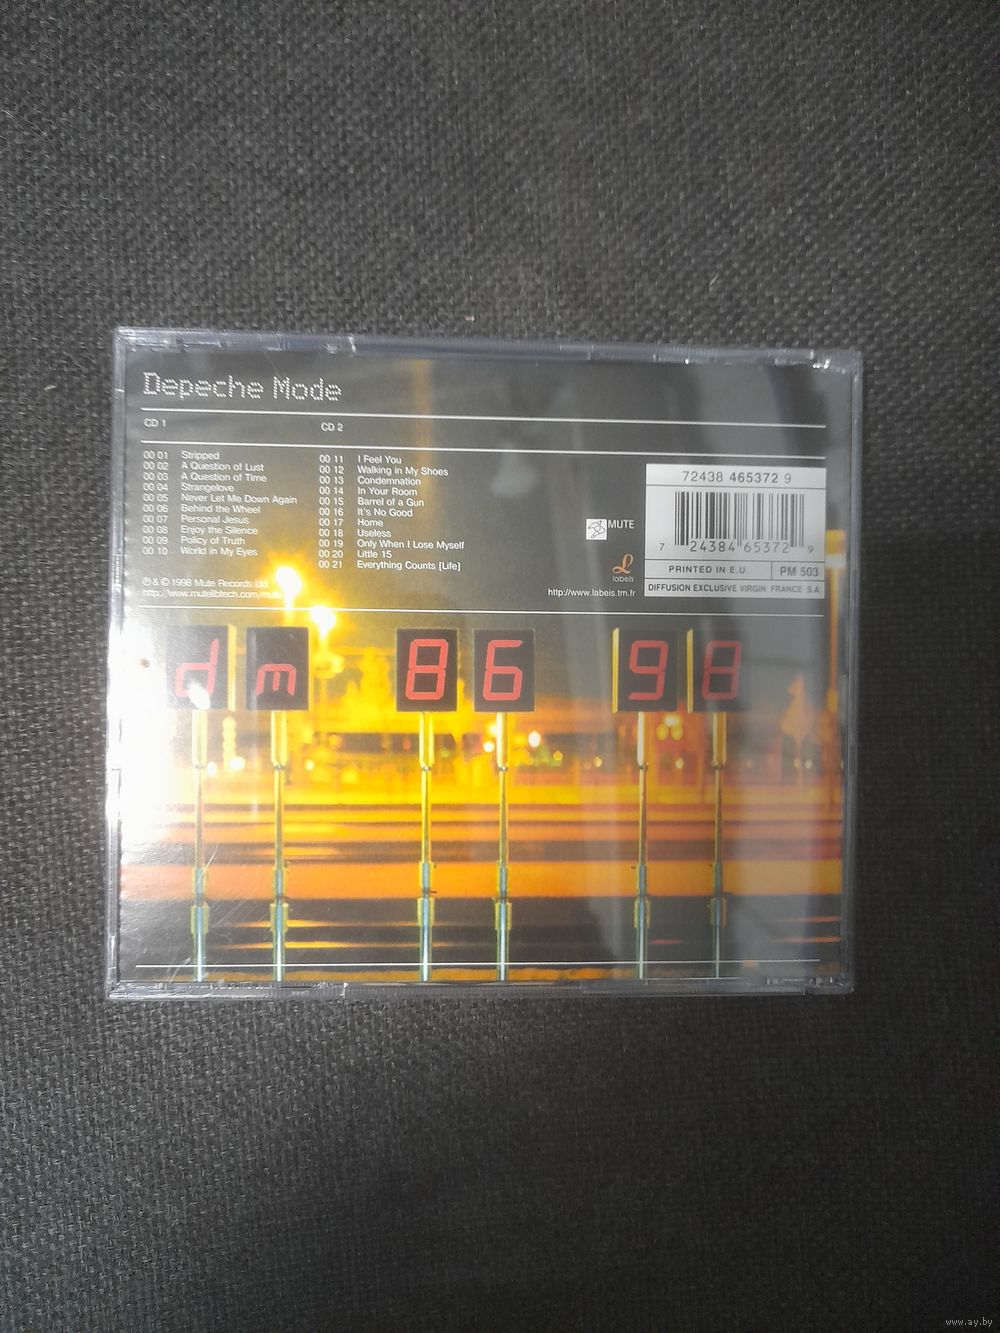 Depeche Mode
CD 1
00 01 Stripped
00 02 A Question of Lust
00 03 A Question of Time
00 04 Strangelove
00 05 Never Let Me Down Again
00 06 Behind the Wheel
00 07 Personal Jesus
00 08 Enjoy the Silence
00 09 Policy of Truth
00 10 World in My Eyes
CD 2
00 11 I Feel You
00 12 Walking in My Shoes
00 13 Condemnation
00 14 In Your Room
00 15 Barrel of a Gun
00 16 It's No Good
00 17 Home
00 18 Useless
00 19 Only When I Lose Myself
00 20 Little 15
00 21 Everything Counts [Life]
℗ & © 1998 Mute Records Ltd
http://www.mutelibtech.com/mute
MUTE
labels
http://www.labels.tm.fr
72438 465372 9
7 24384 65372 9
PRINTED IN E.U. PM 503
DIFFUSION EXCLUSIVE VIRGIN FRANCE S.A
dm 86 98
www.ay.by